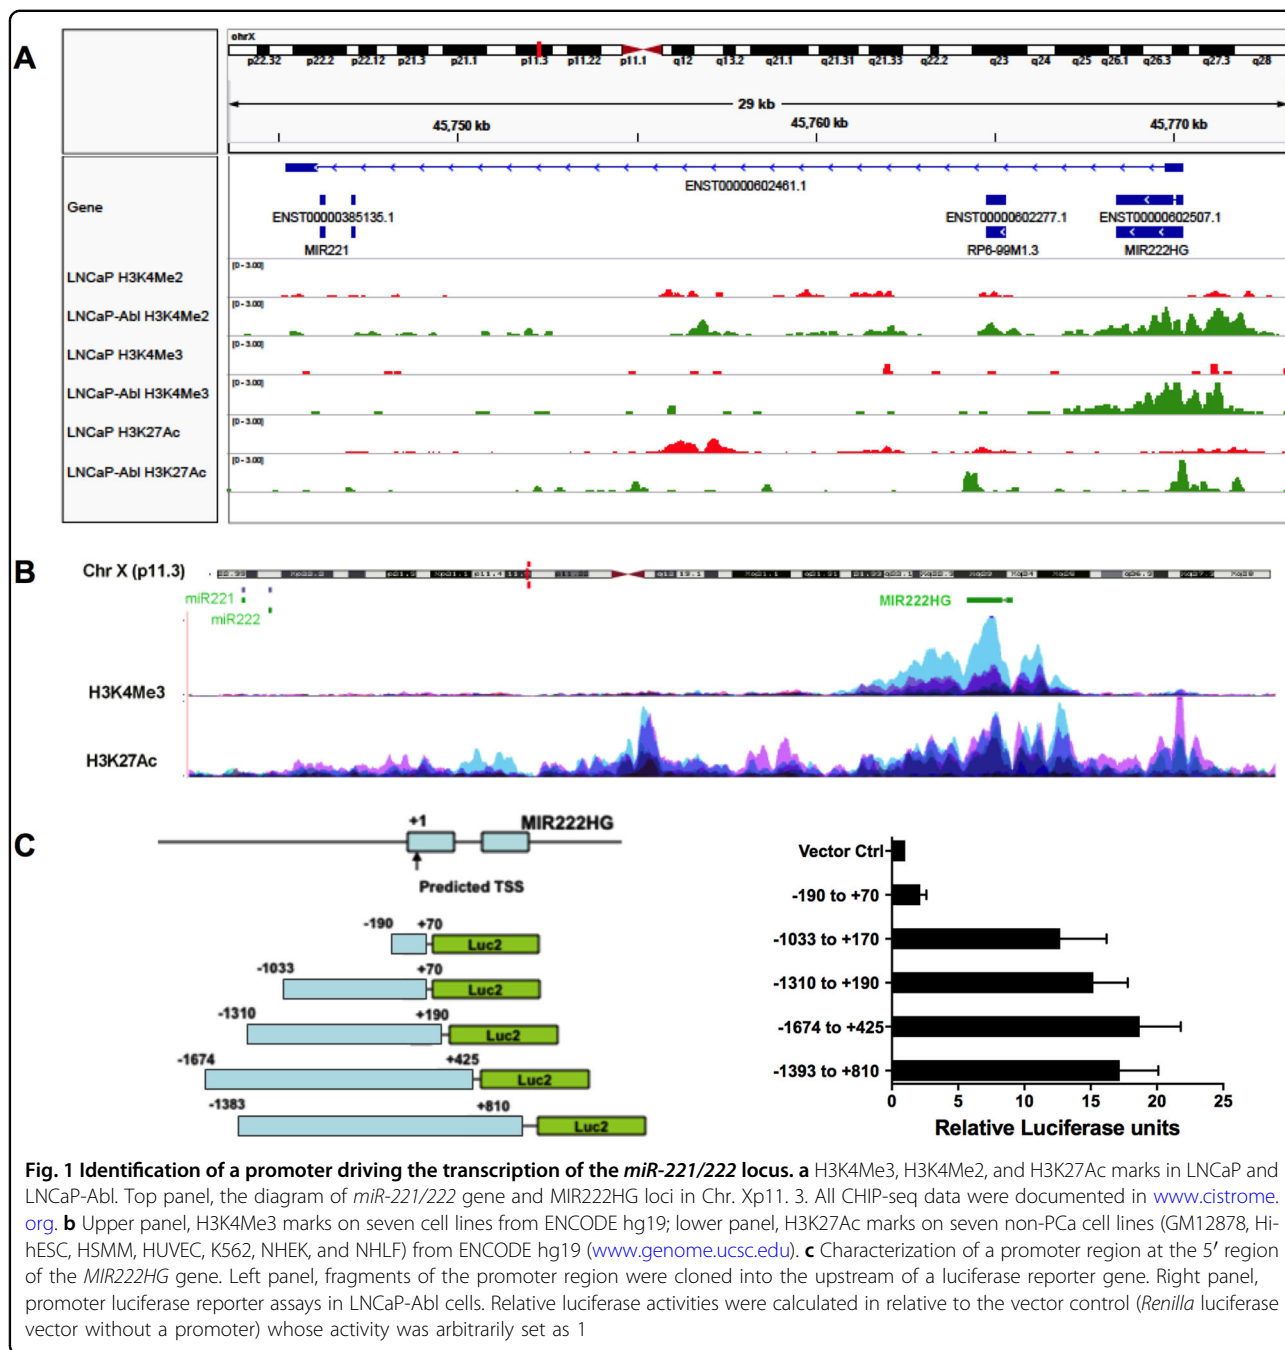 A
chrX
p22.32 p22.2 p22.12 p21.3 p21.1 p11.3 p11.22 p11.1 q12 q13.2 q21.1 q21.31 q21.33 q22.2 q23 q24 q25 q26.1 q26.3 q27.3 q28
29 kb
45,750 kb 45,760 kb 45,770 kb
ENST00000602461.1
Gene
ENST00000385135.1 ENST00000602277.1 ENST00000602507.1
MIR221 RP6-99M1.3 MIR222HG
LNCaP H3K4Me2 [0 - 3.00]
LNCaP-Abl H3K4Me2 [0 - 3.00]
LNCaP H3K4Me3 [0 - 3.00]
LNCaP-Abl H3K4Me3 [0 - 3.00]
LNCaP H3K27Ac [0 - 3.00]
LNCaP-Abl H3K27Ac [0 - 3.00]
B
Chr X (p11.3)
miR221
miR222
MIR222HG
H3K4Me3
H3K27Ac
C
+1 MIR222HG
Predicted TSS
-190 +70
Luc2
-1033 +70
Luc2
-1310 +190
Luc2
-1674 +425
Luc2
-1383 +810
Luc2
Vector Ctrl
-190 to +70
-1033 to +170
-1310 to +190
-1674 to +425
-1393 to +810
0 5 10 15 20 25
Relative Luciferase units
Fig. 1 Identification of a promoter driving the transcription of the miR-221/222 locus. a H3K4Me3, H3K4Me2, and H3K27Ac marks in LNCaP and
LNCaP-Abl. Top panel, the diagram of miR-221/222 gene and MIR222HG loci in Chr. Xp11. 3. All CHIP-seq data were documented in www.cistrome.
org. b Upper panel, H3K4Me3 marks on seven cell lines from ENCODE hg19; lower panel, H3K27Ac marks on seven non-PCa cell lines (GM12878, Hi-
hESC, HSMM, HUVEC, K562, NHEK, and NHLF) from ENCODE hg19 (www.genome.ucsc.edu). c Characterization of a promoter region at the 5′ region
of the MIR222HG gene. Left panel, fragments of the promoter region were cloned into the upstream of a luciferase reporter gene. Right panel,
promoter luciferase reporter assays in LNCaP-Abl cells. Relative luciferase activities were calculated in relative to the vector control (Renilla luciferase
vector without a promoter) whose activity was arbitrarily set as 1